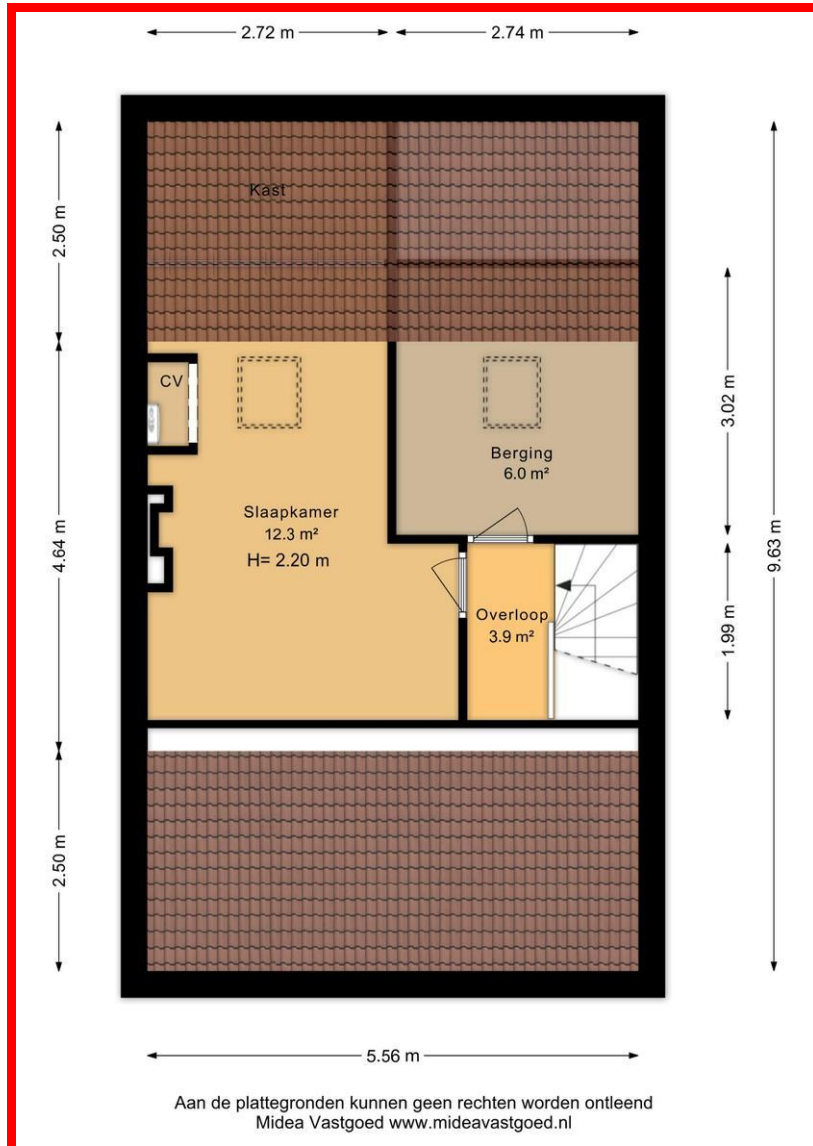 2.72 m
2.74 m
2.50 m
Kast
3.02 m
CV
Berging
6.0 m²
Slaapkamer
12.3 m²
H= 2.20 m
4.64 m
9.63 m
Overloop
3.9 m²
1.99 m
2.50 m
5.56 m
Aan de plattegronden kunnen geen rechten worden ontleend
Midea Vastgoed www.mideavastgoed.nl